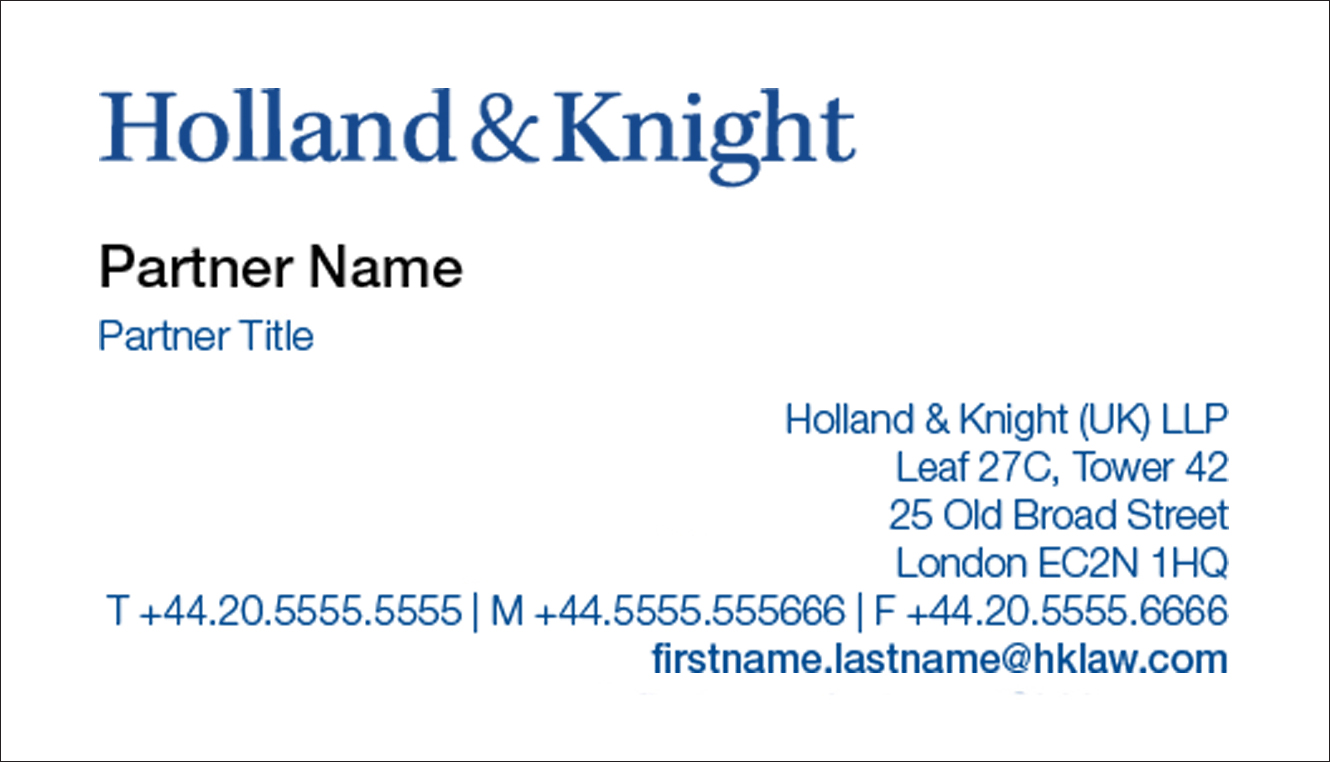 Holland & Knight
Partner Name
Partner Title
Holland & Knight (UK) LLP
Leaf 27C, Tower 42
25 Old Broad Street
London EC2N 1HQ
T +44.20.5555.5555 | M +44.5555.555666 | F +44.20.5555.6666
firstname.lastname@hklaw.com